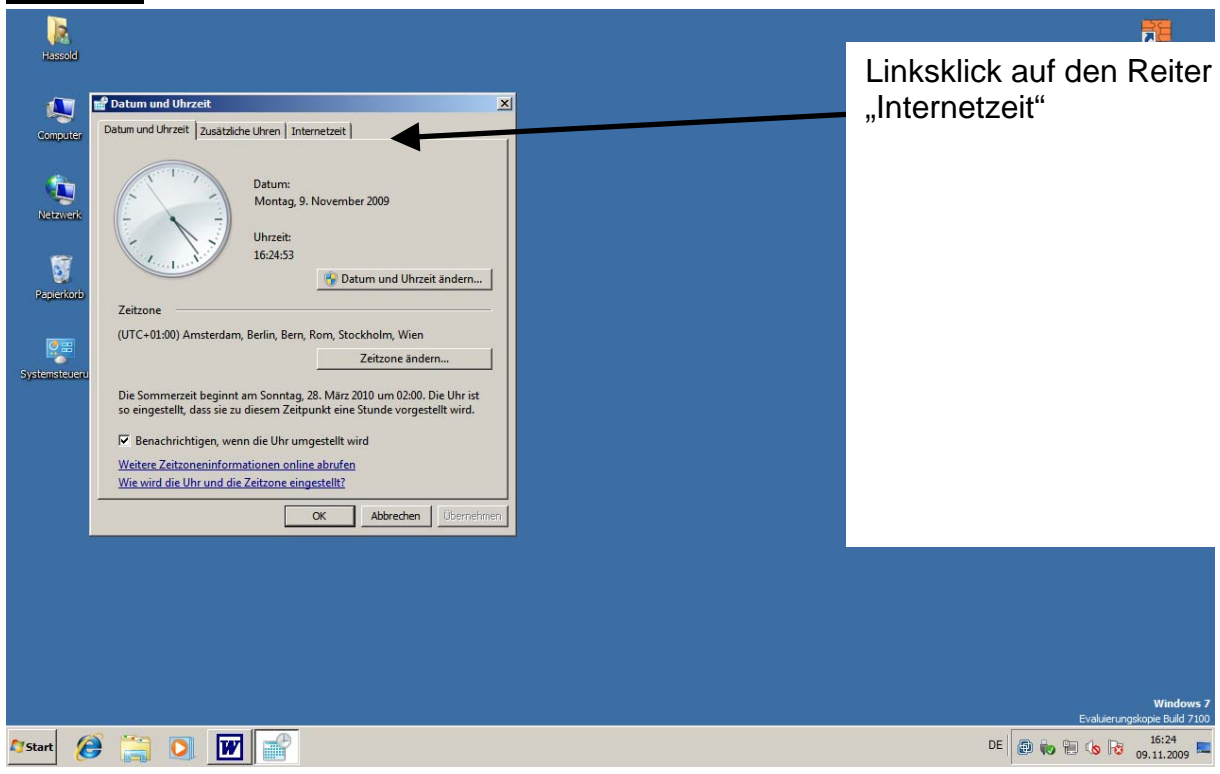 Hassold
Linksklick auf den Reiter
„Internetzeit“
Datum und Uhrzeit
Computer
Datum und Uhrzeit Zusätzliche Uhren Internetzeit
Datum:
Montag, 9. November 2009
Netzwerk
Uhrzeit:
16:24:53
Datum und Uhrzeit ändern...
Papierkorb
Zeitzone
(UTC+01:00) Amsterdam, Berlin, Bern, Rom, Stockholm, Wien
Zeitzone ändern...
Systemsteueru
Die Sommerzeit beginnt am Sonntag, 28. März 2010 um 02:00. Die Uhr ist
so eingestellt, dass sie zu diesem Zeitpunkt eine Stunde vorgestellt wird.
Benachrichtigen, wenn die Uhr umgestellt wird
Weitere Zeitzoneninformationen online abrufen
Wie wird die Uhr und die Zeitzone eingestellt?
OK Abbrechen Übernehmen
Windows 7
Evaluierungskopie Build 7100
Start W DE 16:24
09.11.2009